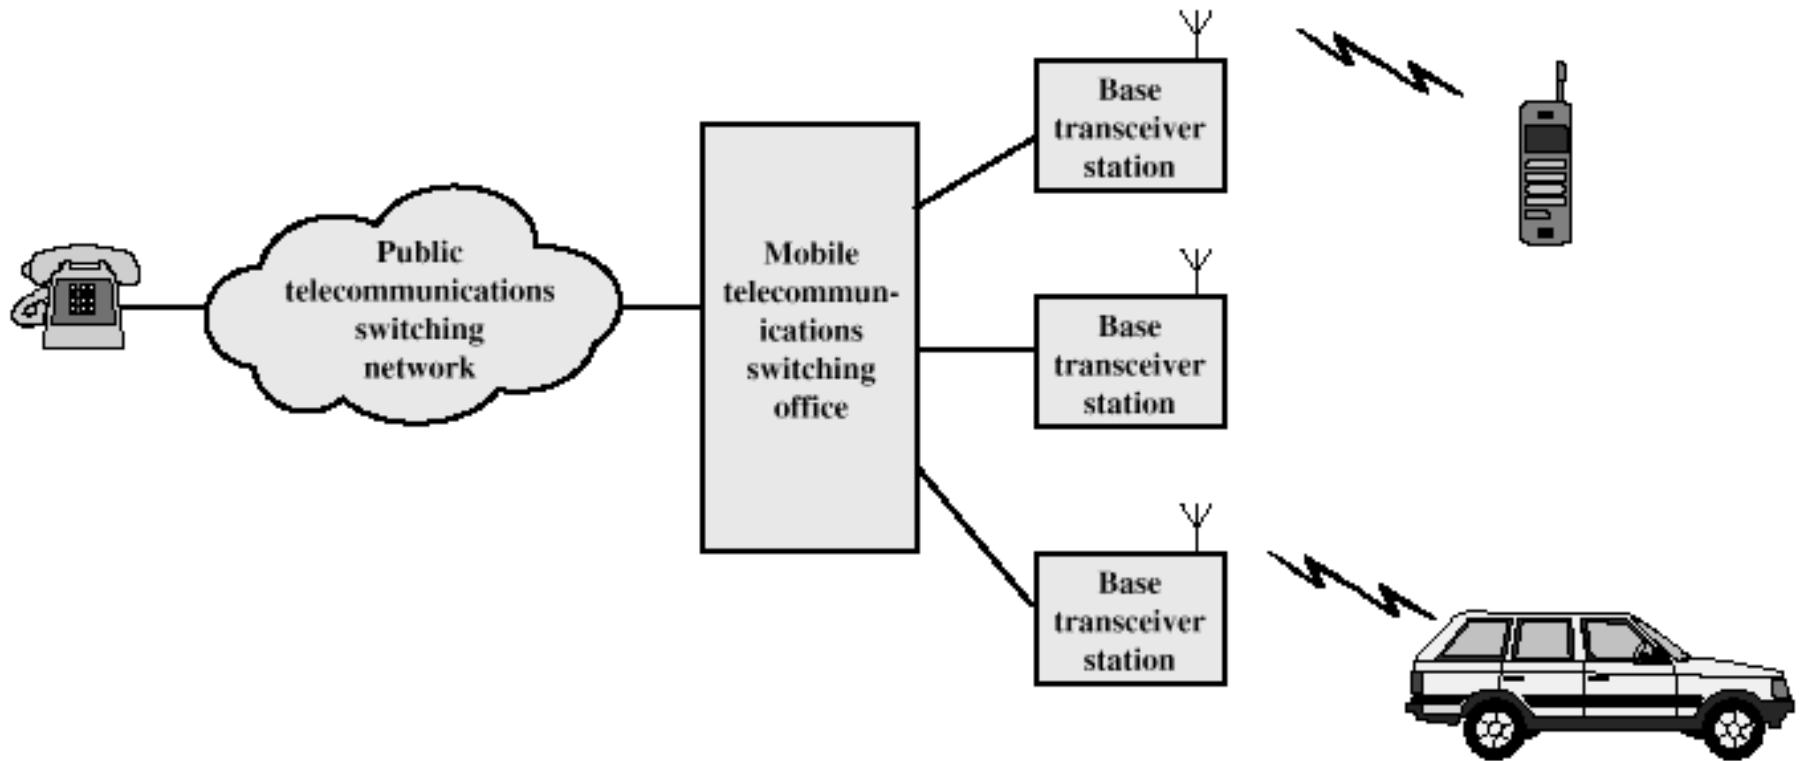 Public
telecommunications
switching
network
Mobile
telecommun-
ications
switching
office
Base
transceiver
station
Base
transceiver
station
Base
transceiver
station